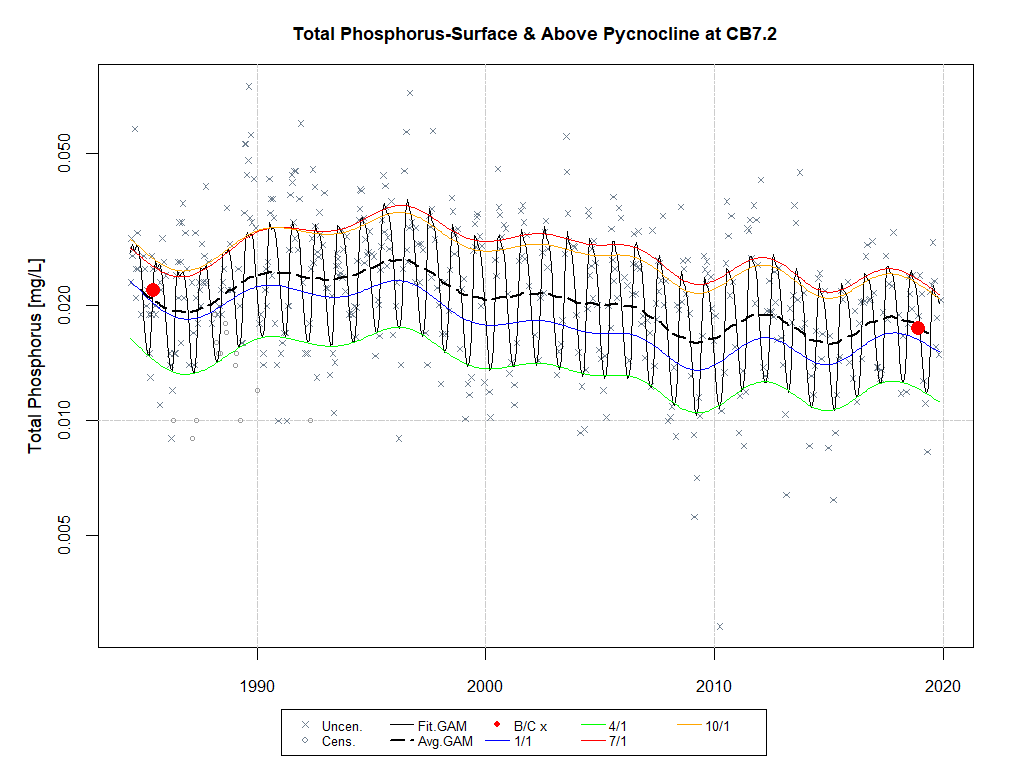 Total Phosphorus-Surface & Above Pycnocline at CB7.2
Total Phosphorus [mg/L]
0.050
0.020
0.010
0.005
1990 2000 2010 2020
Uncen. Fit.GAM B/C x 4/1 10/1
Cens. Avg.GAM 1/1 7/1